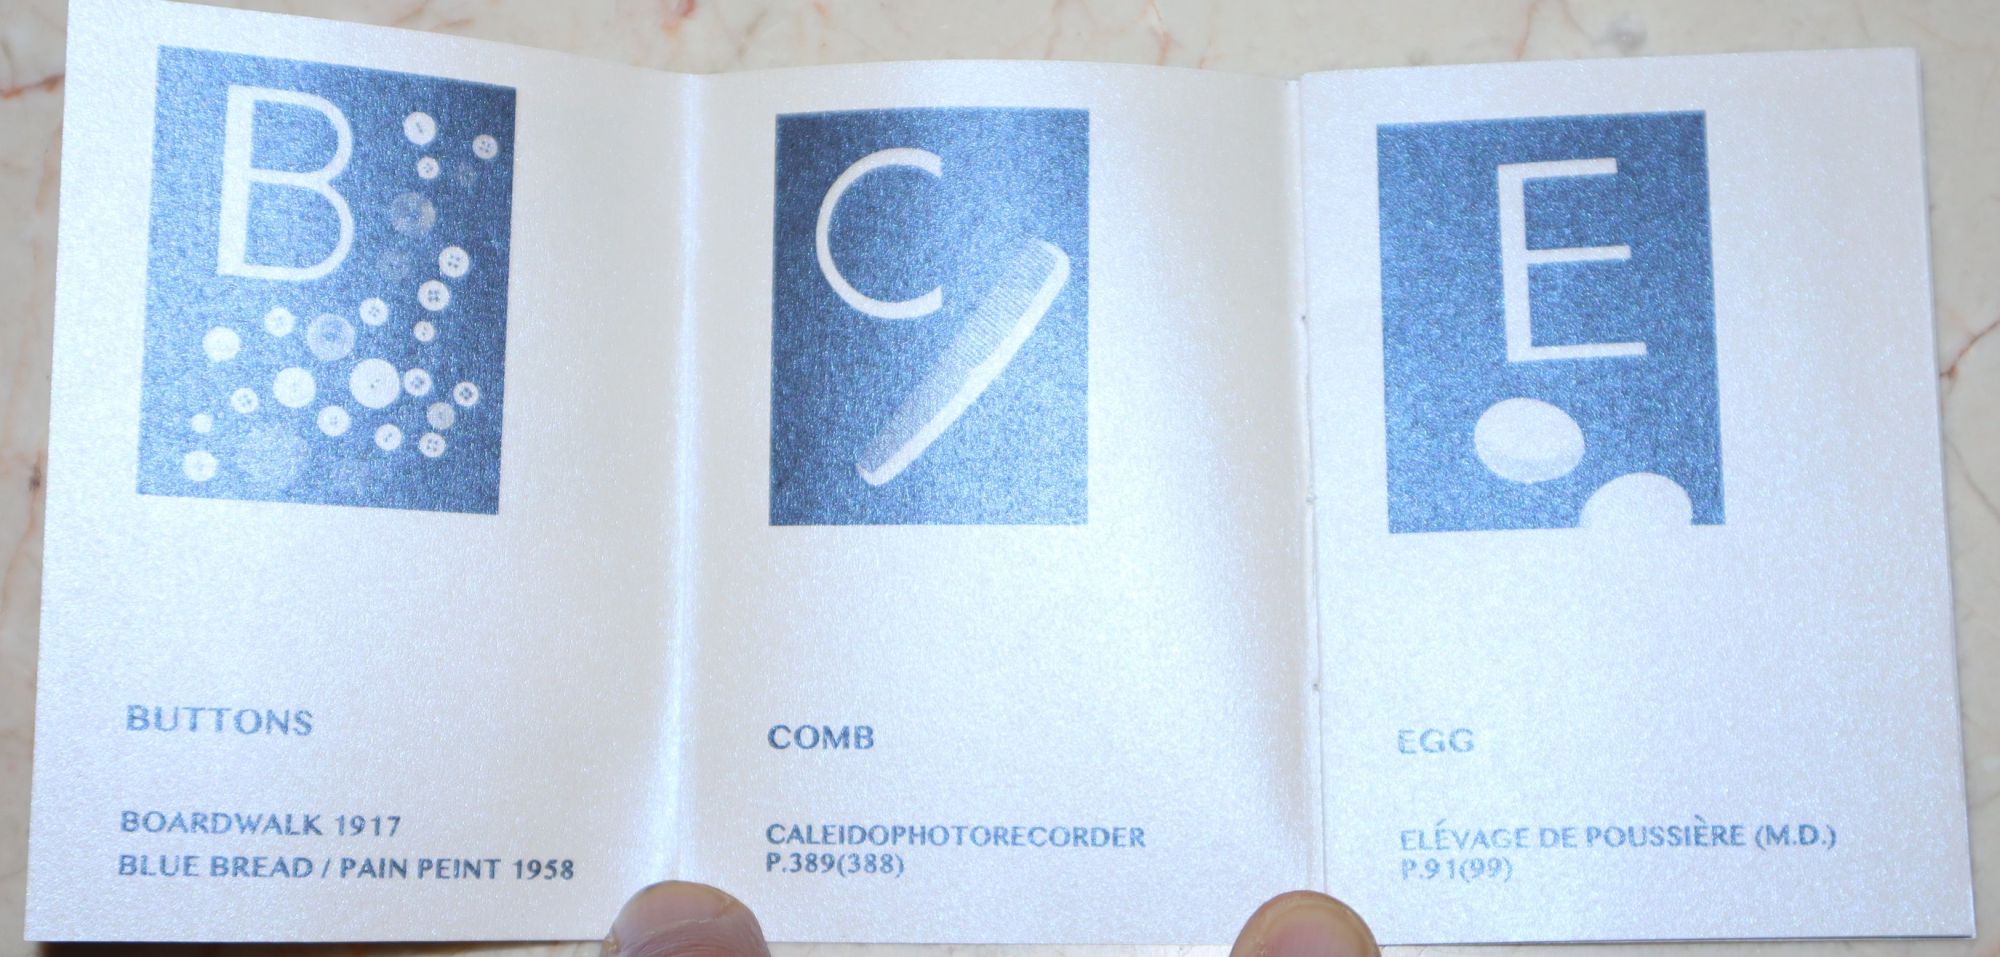 B
BUTTONS
BOARDWALK 1917
BLUE BREAD / PAIN PEINT 1958
C
COMB
CALEIDOPHOTORECORDER
P.389(388)
E
EGG
ELÉVAGE DE POUSSIÈRE (M.D.)
P.91(99)